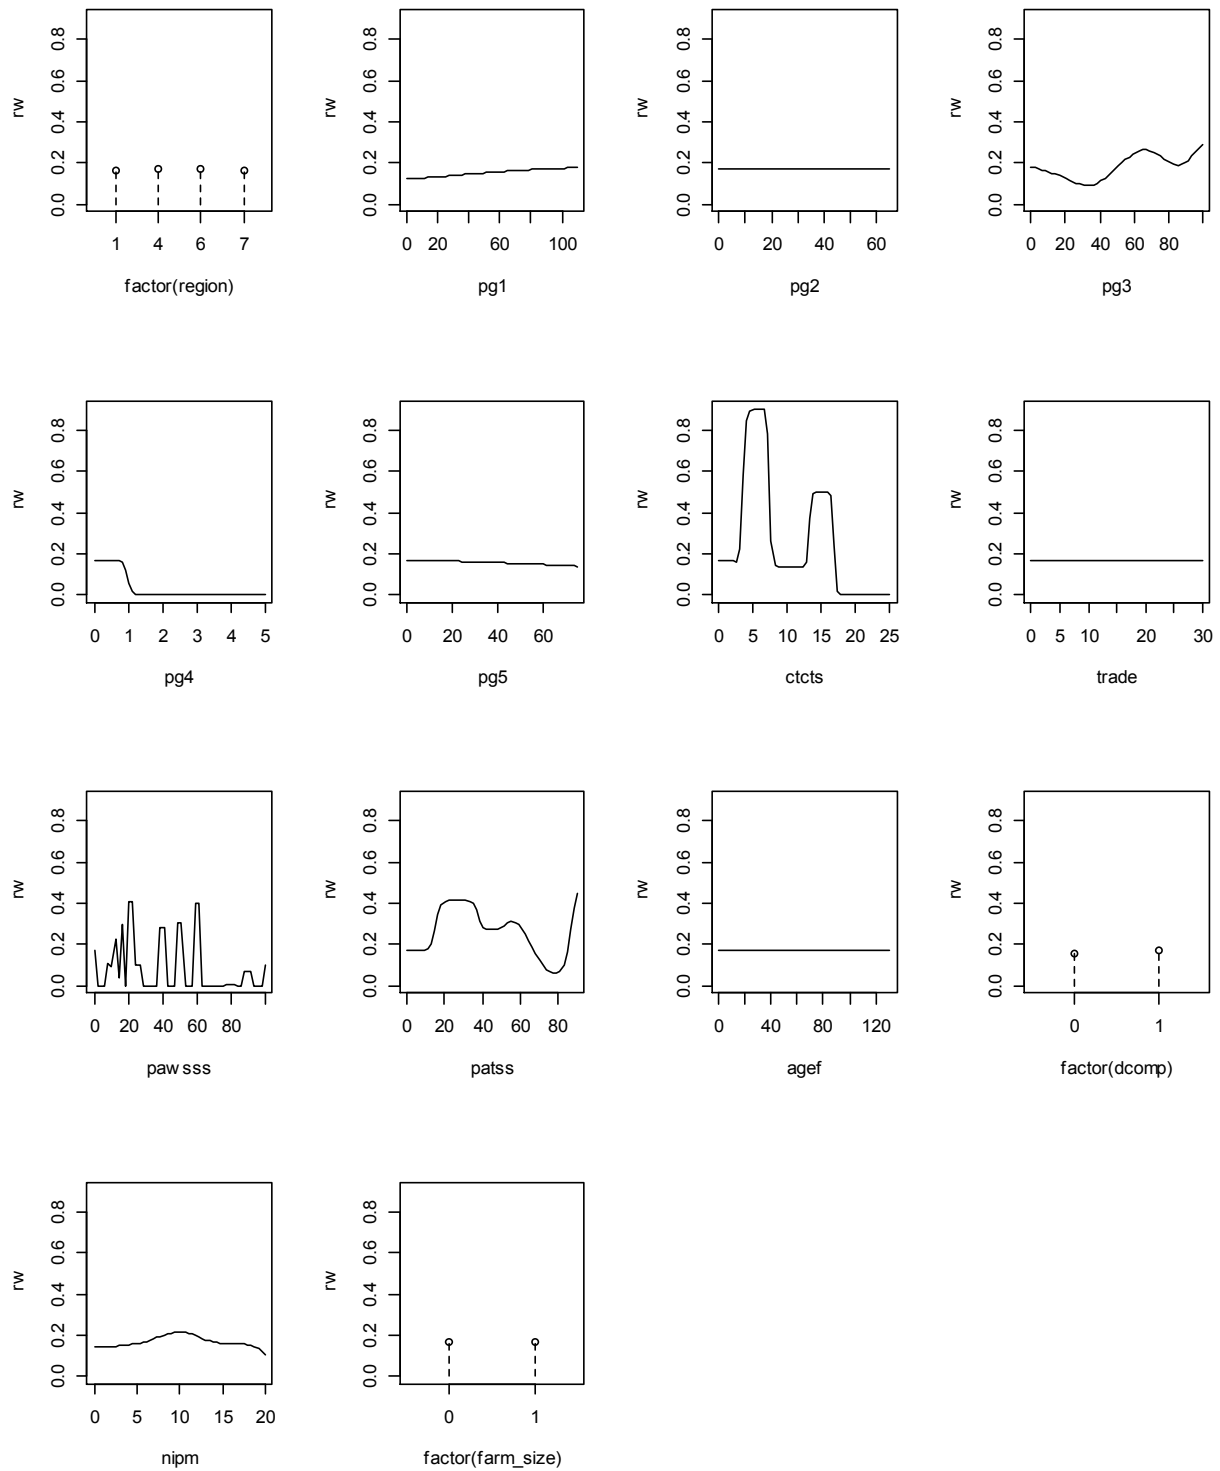 rw
0.0 0.2 0.4 0.6 0.8
1 4 6 7
factor(region)
rw
0.0 0.2 0.4 0.6 0.8
0 20 60 100
pg1
rw
0.0 0.2 0.4 0.6 0.8
0 20 40 60
pg2
rw
0.0 0.2 0.4 0.6 0.8
0 20 40 60 80
pg3
rw
0.0 0.2 0.4 0.6 0.8
0 1 2 3 4 5
pg4
rw
0.0 0.2 0.4 0.6 0.8
0 20 40 60
pg5
rw
0.0 0.2 0.4 0.6 0.8
0 5 10 15 20 25
ctcts
rw
0.0 0.2 0.4 0.6 0.8
0 5 10 20 30
trade
rw
0.0 0.2 0.4 0.6 0.8
0 20 40 60 80
pawsss
rw
0.0 0.2 0.4 0.6 0.8
0 20 40 60 80
patss
rw
0.0 0.2 0.4 0.6 0.8
0 40 80 120
agef
rw
0.0 0.2 0.4 0.6 0.8
0 1
factor(dcomp)
rw
0.0 0.2 0.4 0.6 0.8
0 5 10 15 20
nipm
rw
0.0 0.2 0.4 0.6 0.8
0 1
factor(farm_size)